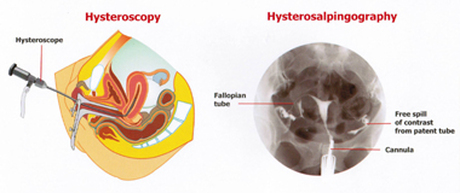 Hysteroscopy
Hysteroscope
Hysterosalpingography
Fallopian
tube
Free spill
of contrast
from patent tube
Cannula